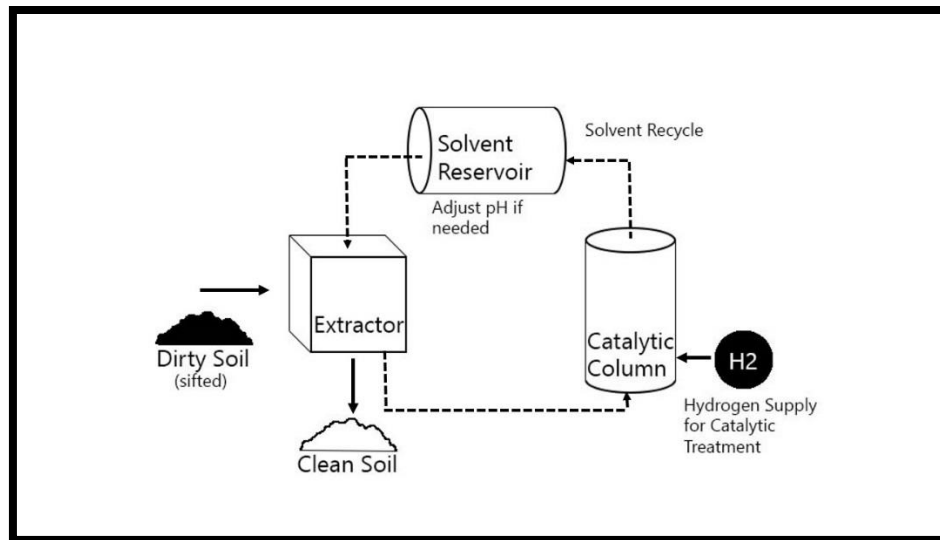 Solvent Recycle
Solvent
Reservoir
Adjust pH if
needed
Extractor
Dirty Soil
(sifted)
Clean Soil
Catalytic
Column
H2
Hydrogen Supply
for Catalytic
Treatment